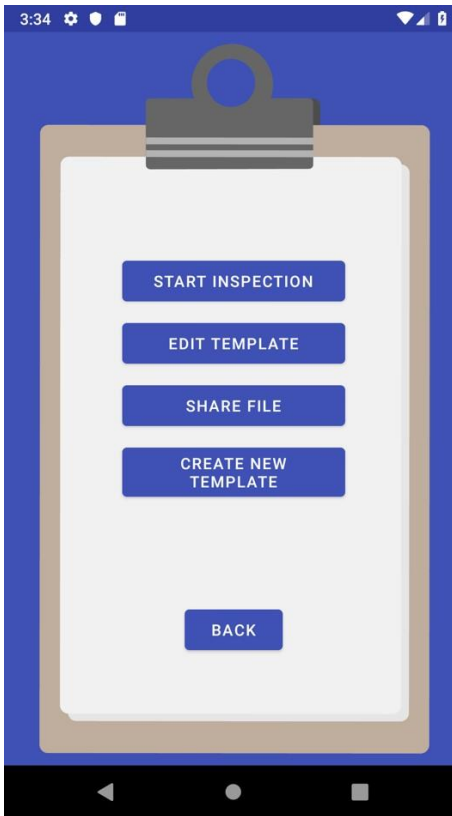 3:34
START INSPECTION
EDIT TEMPLATE
SHARE FILE
CREATE NEW
TEMPLATE
BACK